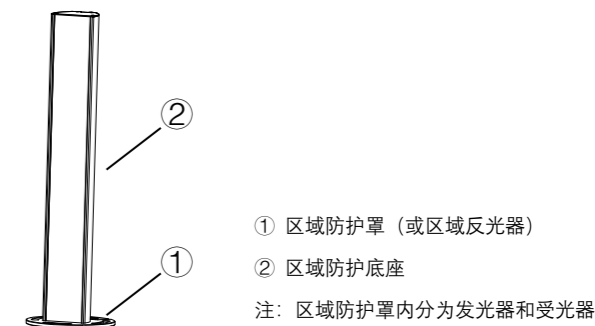 ②
①
① 区域防护罩（或区域反光器）
② 区域防护底座
注：区域防护罩内分为发光器和受光器